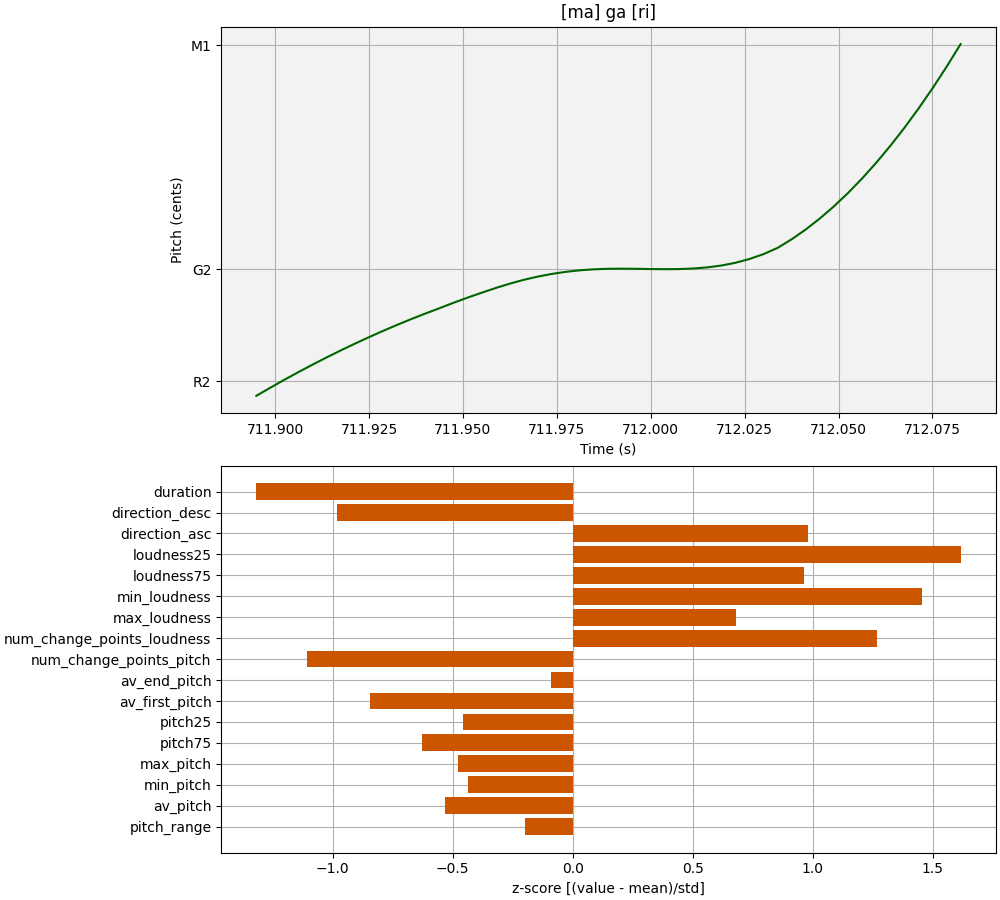 [ma] ga [ri]
M1
G2
R2
Pitch (cents)
711.900 711.925 711.950 711.975 712.000 712.025 712.050 712.075
Time (s)
duration
direction_desc
direction_asc
loudness25
loudness75
min_loudness
max_loudness
num_change_points_loudness
num_change_points_pitch
av_end_pitch
av_first_pitch
pitch25
pitch75
max_pitch
min_pitch
av_pitch
pitch_range
−1.0 −0.5 0.0 0.5 1.0 1.5
z-score [(value - mean)/std]